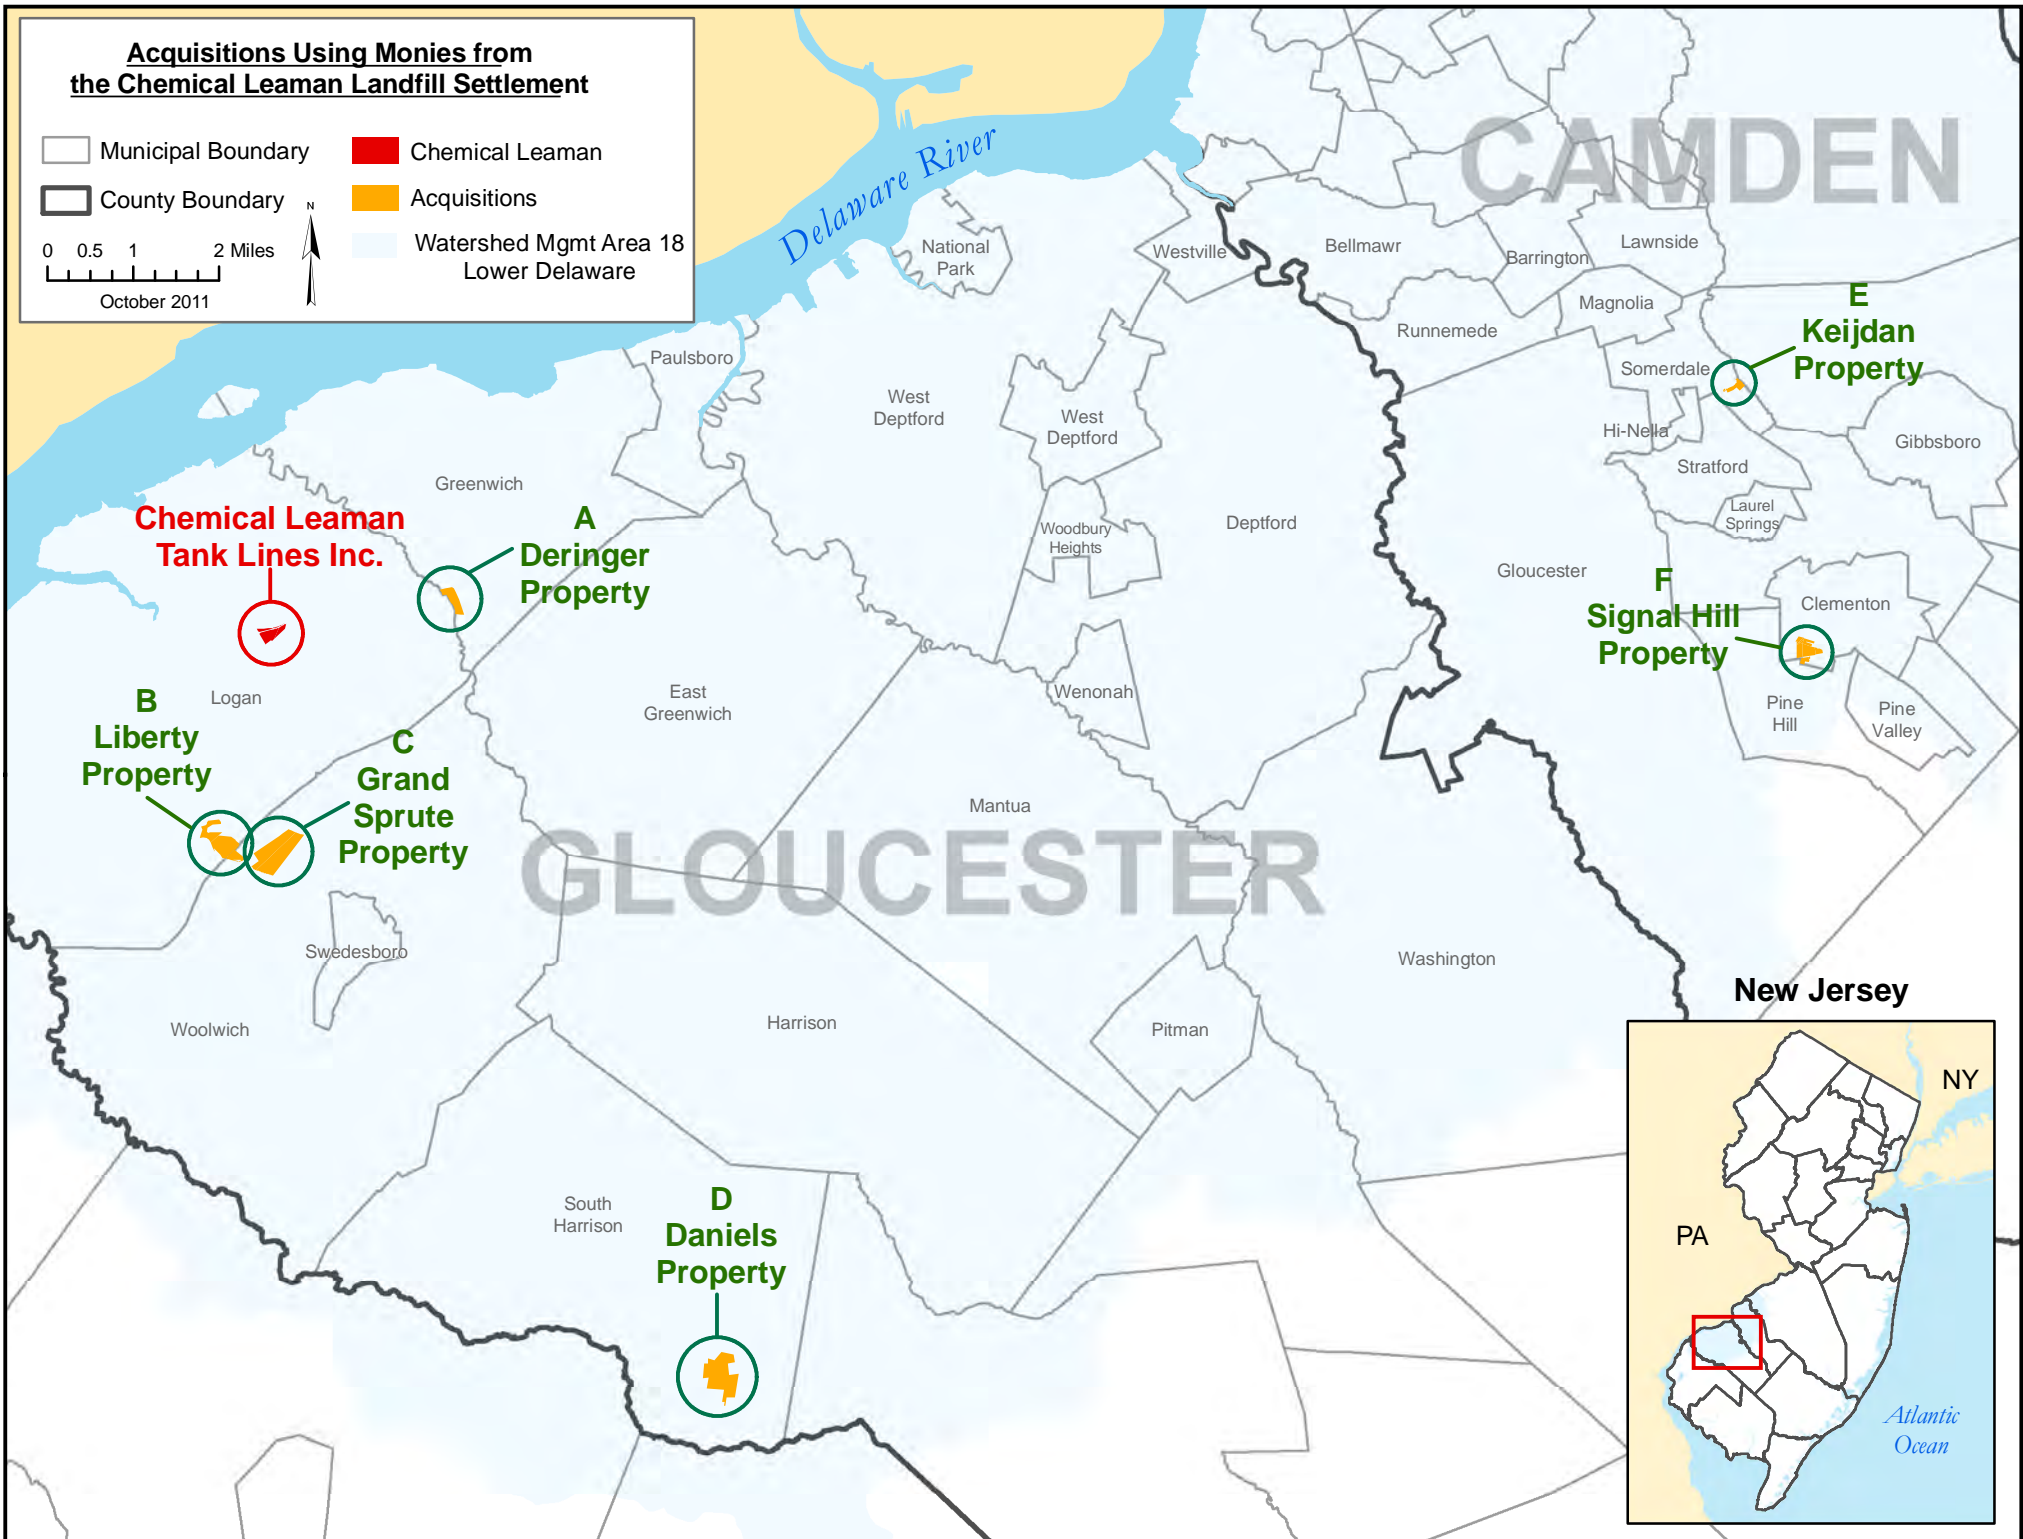 Acquisitions Using Monies from
the Chemical Leaman Landfill Settlement
Municipal Boundary
County Boundary
Chemical Leaman
Acquisitions
Watershed Mgmt Area 18
Lower Delaware
N
0 0.5 1 2 Miles
October 2011
Delaware River
CAMDEN
GLOUCESTER
National
Park
Westville
Bellmawr
Barrington
Lawnside
Magnolia
Runnemede
Somerdale
Hi-Nella
Stratford
Laurel
Springs
Gibbsboro
Clementon
Pine
Hill
Pine
Valley
Gloucester
Paulsboro
West
Deptford
West
Deptford
Woodbury
Heights
Deptford
Wenonah
Greenwich
East
Greenwich
Mantua
Logan
Swedesboro
Woolwich
Harrison
Pitman
Washington
South
Harrison
Chemical Leaman
Tank Lines Inc.
A
Deringer
Property
B
Liberty
Property
C
Grand
Sprute
Property
D
Daniels
Property
E
Keijdan
Property
F
Signal Hill
Property
New Jersey
NY
PA
Atlantic
Ocean